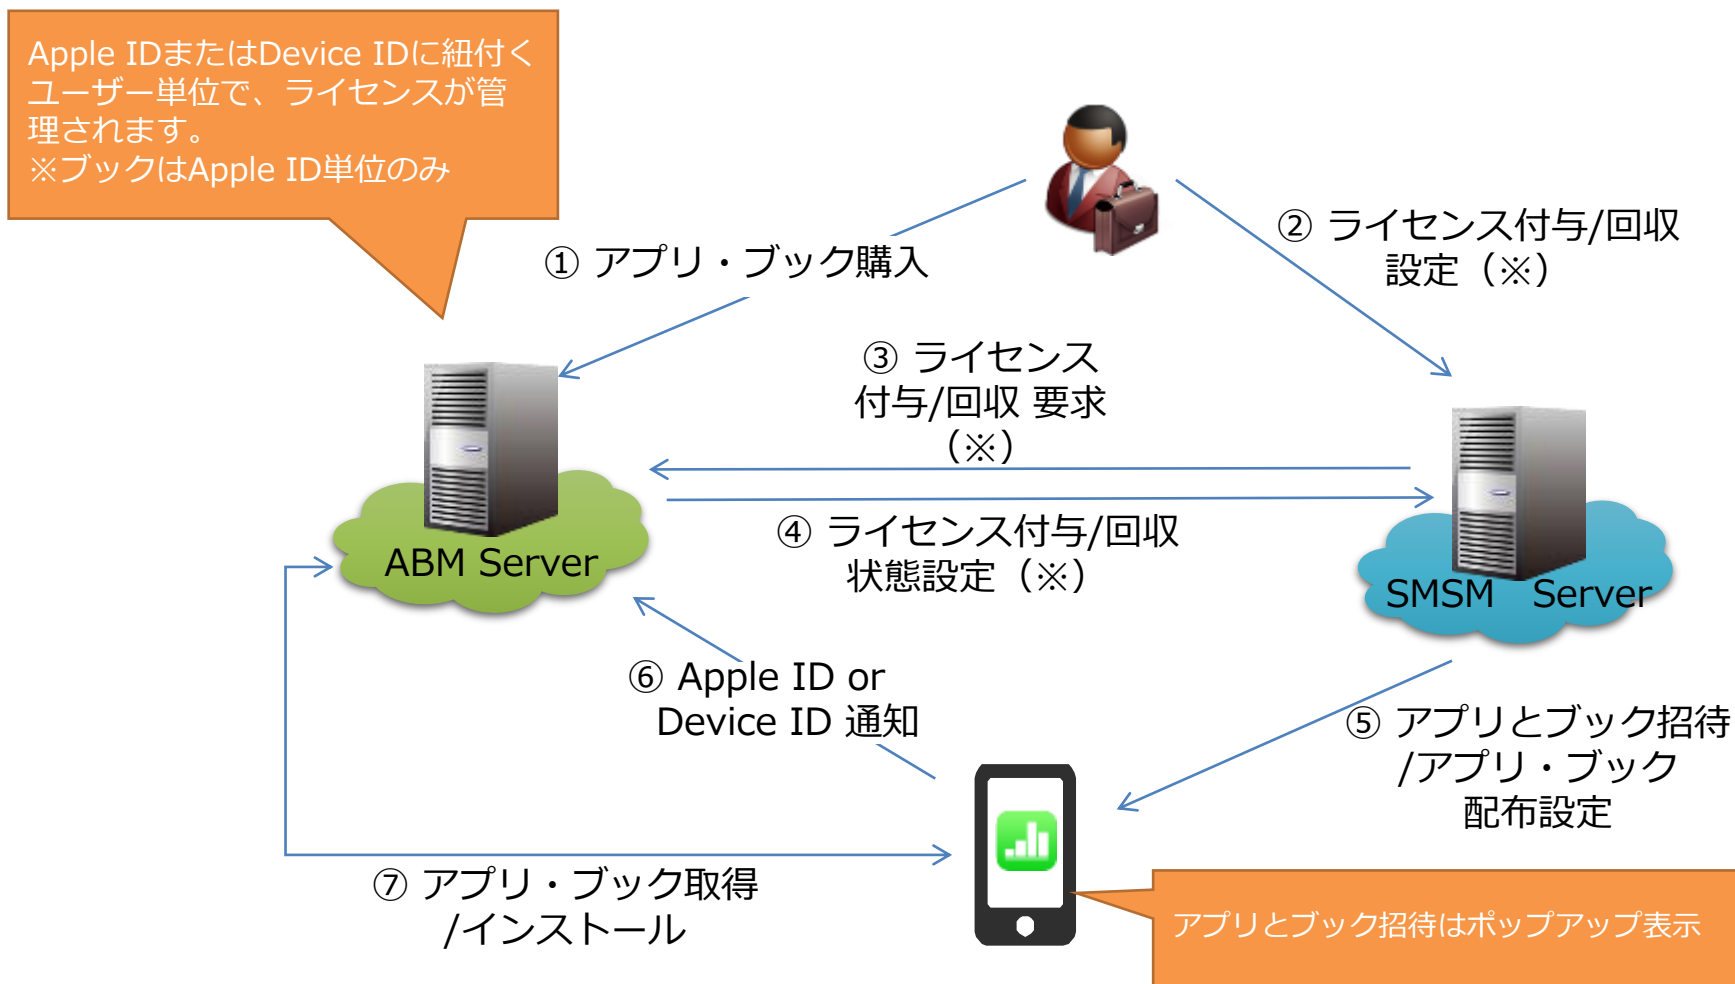 Apple IDまたはDevice IDに紐付く
ユーザー単位で、ライセンスが管
理されます。
※ブックはApple ID単位のみ
① アプリ・ブック購入
② ライセンス付与/回収
設定（※）
③ ライセンス
付与/回収 要求
（※）
④ ライセンス付与/回収
状態設定（※）
ABM Server
SMSM　Server
⑥ Apple ID or
Device ID 通知
⑤ アプリとブック招待
/アプリ・ブック
配布設定
⑦ アプリ・ブック取得
/インストール
アプリとブック招待はポップアップ表示